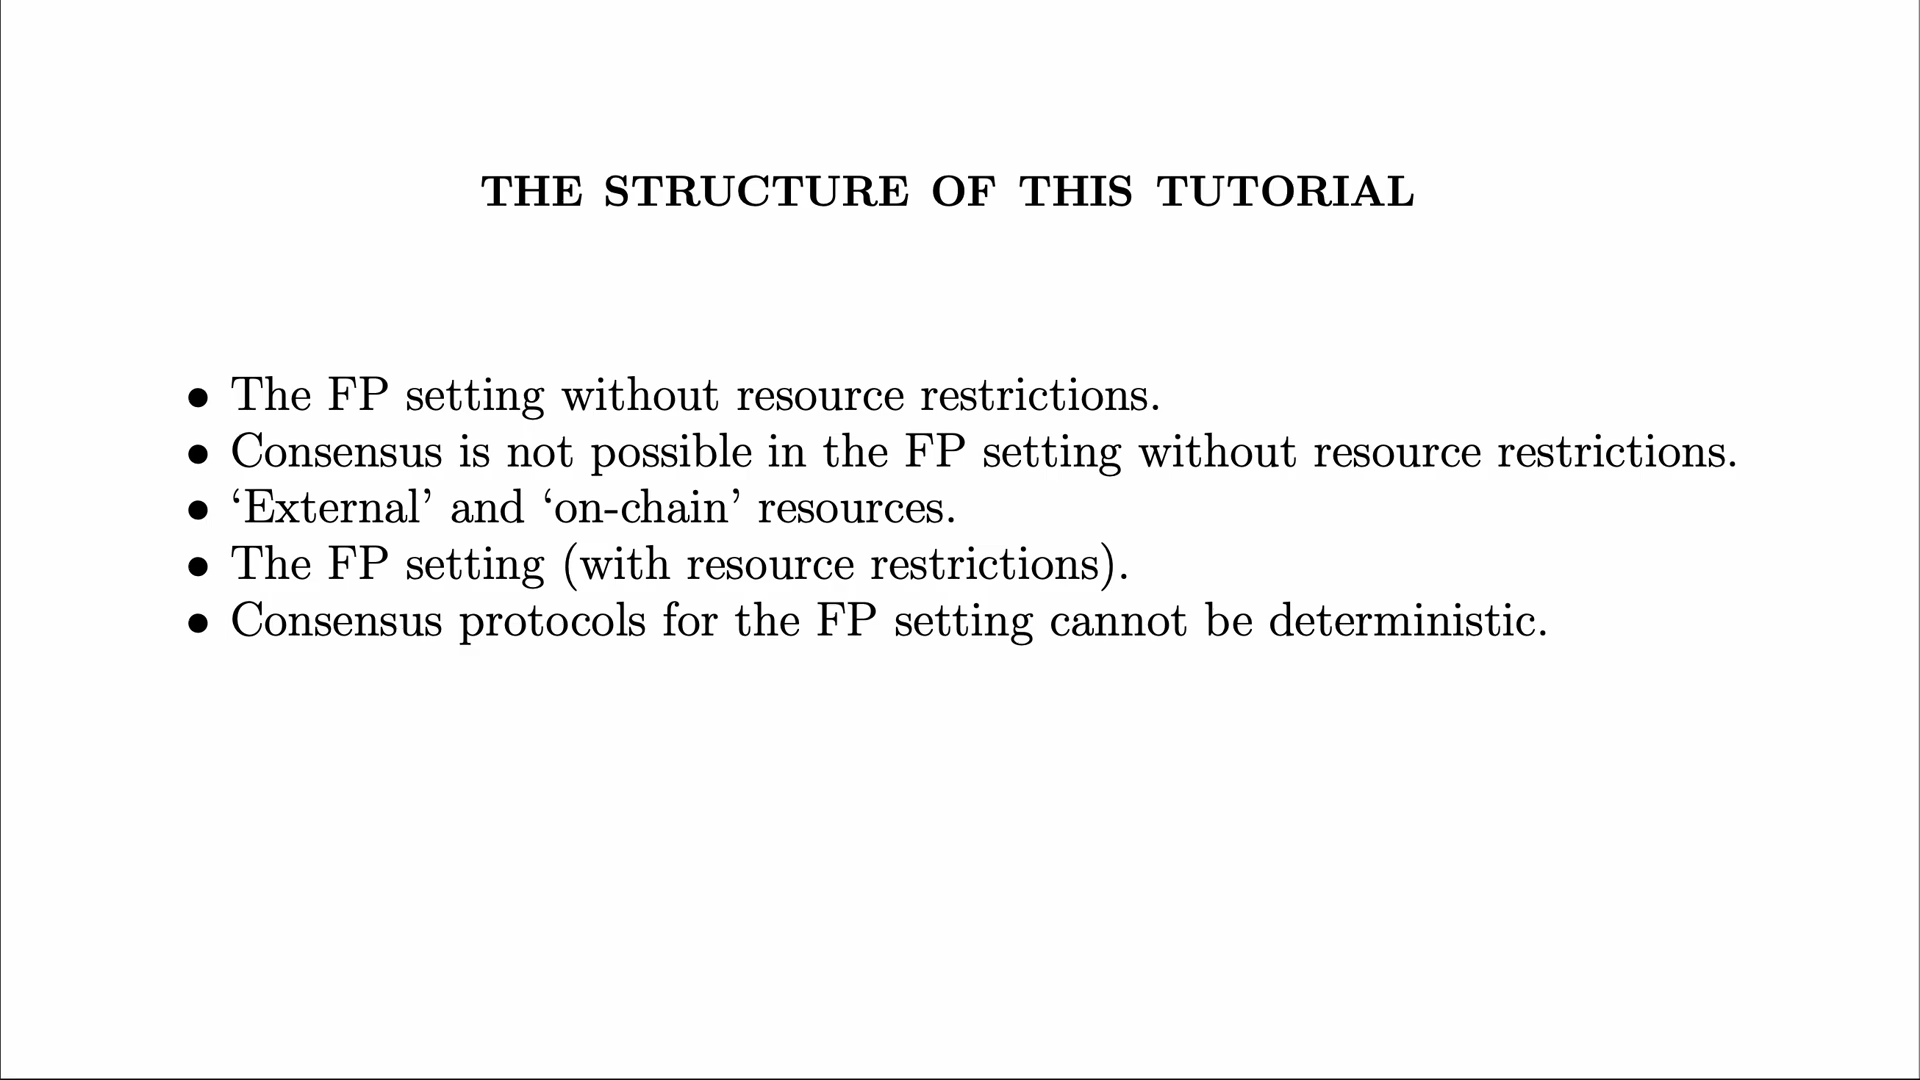 THE STRUCTURE OF THIS TUTORIAL
• The FP setting without resource restrictions.
• Consensus is not possible in the FP setting without resource restrictions.
• ‘External’ and ‘on-chain’ resources.
• The FP setting (with resource restrictions).
• Consensus protocols for the FP setting cannot be deterministic.